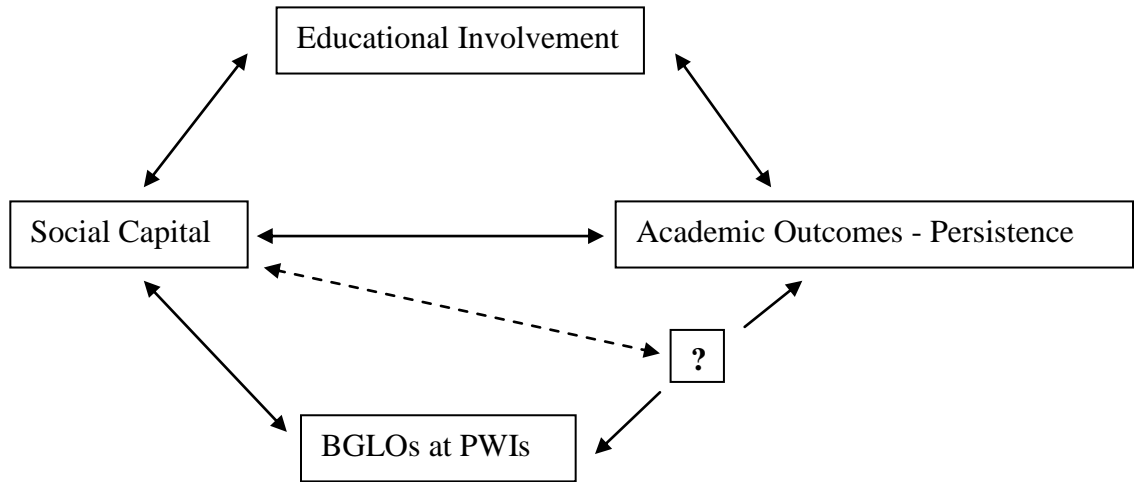 Educational Involvement
Social Capital
Academic Outcomes - Persistence
?
BGLOs at PWIs